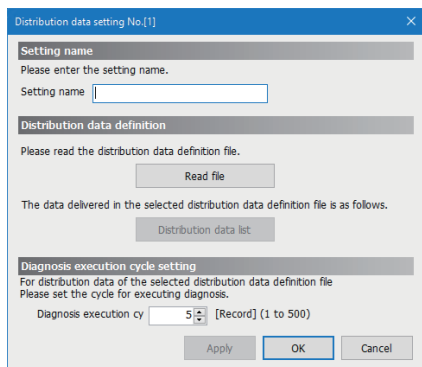 Distribution data setting No.[1]
Setting name
Please enter the setting name.
Setting name
Distribution data definition
Please read the distribution data definition file.
Read file
The data delivered in the selected distribution data definition file is as follows.
Distribution data list
Diagnosis execution cycle setting
For distribution data of the selected distribution data definition file
Please set the cycle for executing diagnosis.
Diagnosis execution cy 5 [Record] (1 to 500)
Apply OK Cancel